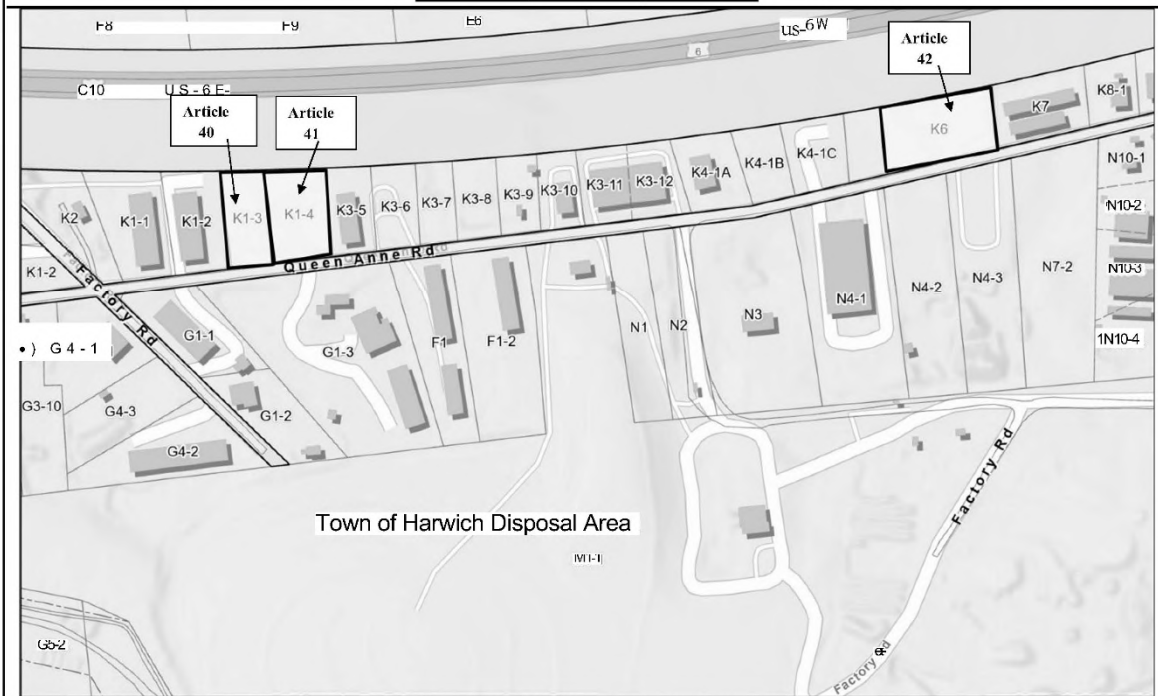 F8
F9
E6
us-6W
6
Article
42
C10
US-6 E-
Article
40
Article
41
K6
K7
K8-1
K2
K1-1
K1-2
K1-3
K1-4
K3-5
K3-6
K3-7
K3-8
K3-9
K3-10
K3-11
K3-12
K4-1A
K4-1B
K4-1C
N10-1
N10-2
N10-3
1N10-4
Queen Anne Rd
K1-2
Factory Rd
•) G4-1
G1-1
G1-3
F1
F1-2
N1
N2
N3
N4-1
N4-2
N4-3
N7-2
G3-10
G4-3
G1-2
G4-2
Factory Rd
Town of Harwich Disposal Area
G5-2
Factory Rd